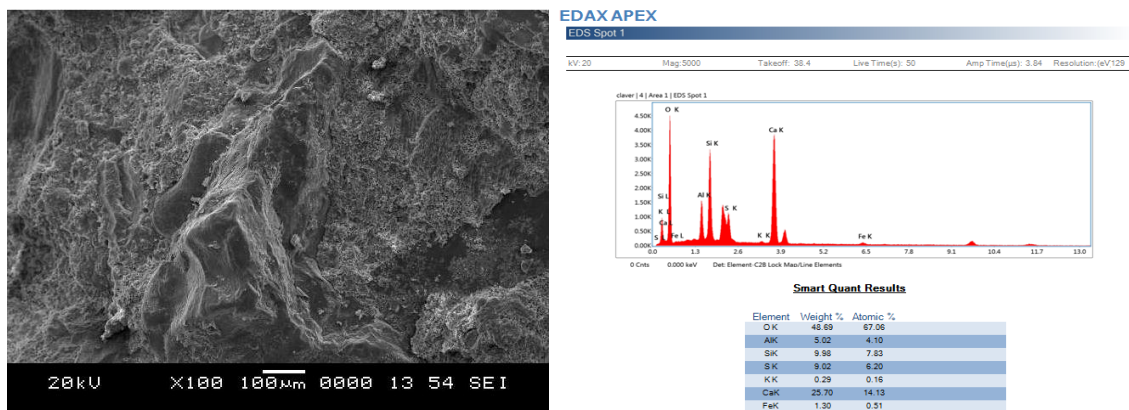 20kV X100 100µm 0000 13 54 SEI
EDAX APEX
EDS Spot 1
kV:20 Mag:5000 Takeoff: 38.4 Live Time(s): 50 Amp Time(µs): 3.84 Resolution:(eV129
claver | 4 | Area 1 | EDS Spot 1
O K
4.50K
4.00K
Ca K
3.50K
Si K
3.00K
2.50K
2.00K
Si L
Al K
1.50K
K L
S K
1.00K
Ca
0.50K
S
Fe L
K K
Fe K
0.00K
0.0 1.3 2.6 3.9 5.2 6.5 7.8 9.1 10.4 11.7 13.0
0 Cnts 0.000 keV Det: Element-C2B Lock Map/Line Elements
Smart Quant Results
Element Weight % Atomic %
O K 48.69 67.06
AlK 5.02 4.10
SiK 9.98 7.83
S K 9.02 6.20
K K 0.29 0.16
CaK 25.70 14.13
FeK 1.30 0.51